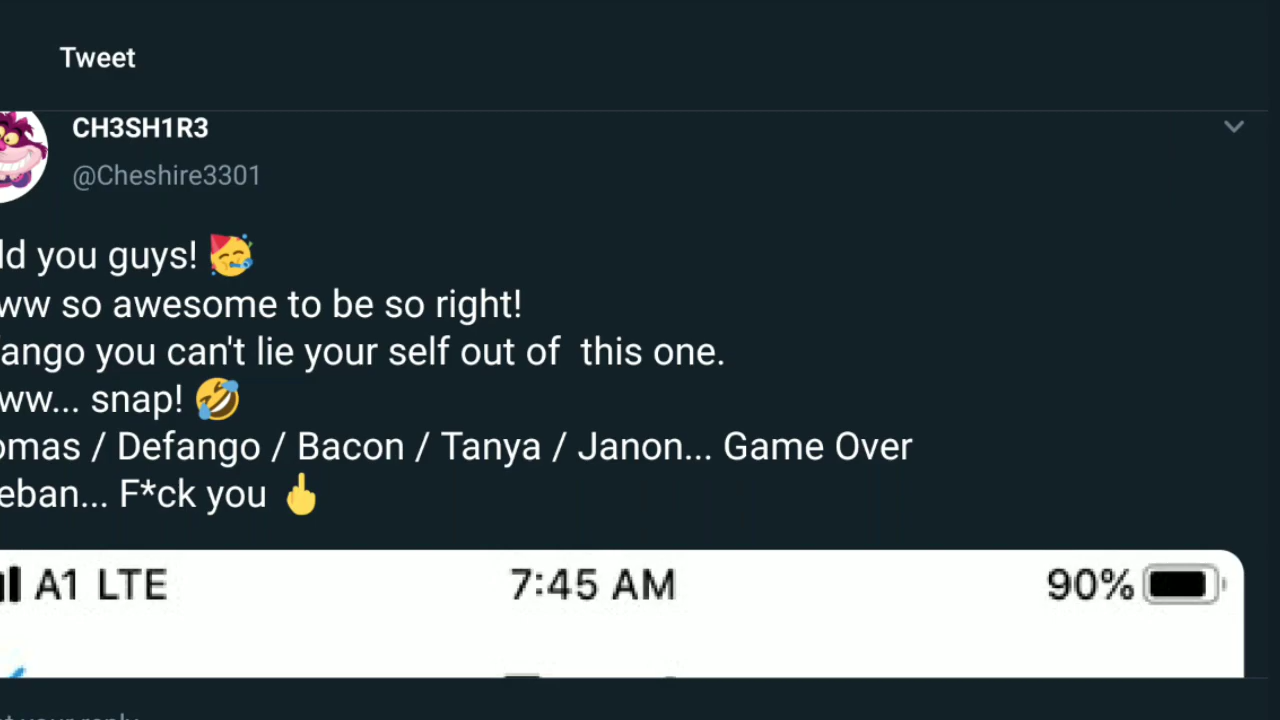 Tweet
CH3SH1R3
@Cheshire3301
ld you guys! 🥳
ww so awesome to be so right!
ango you can't lie your self out of this one.
ww... snap! 🤣
omas / Defango / Bacon / Tanya / Janon... Game Over
eban... F*ck you 🖕
A1 LTE 7:45 AM 90%